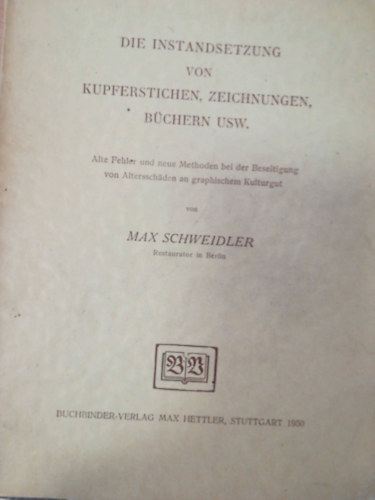 DIE INSTANDSETZUNG
VON
KUPFERSTICHEN, ZEICHNUNGEN,
BÜCHERN USW.
Alte Fehler und neue Methoden bei der Beseitigung
von Altersschäden an graphischem Kulturgut
von
MAX SCHWEIDLER
Restaurator in Berlin
BV
BUCHBINDER-VERLAG MAX HETTLER, STUTTGART